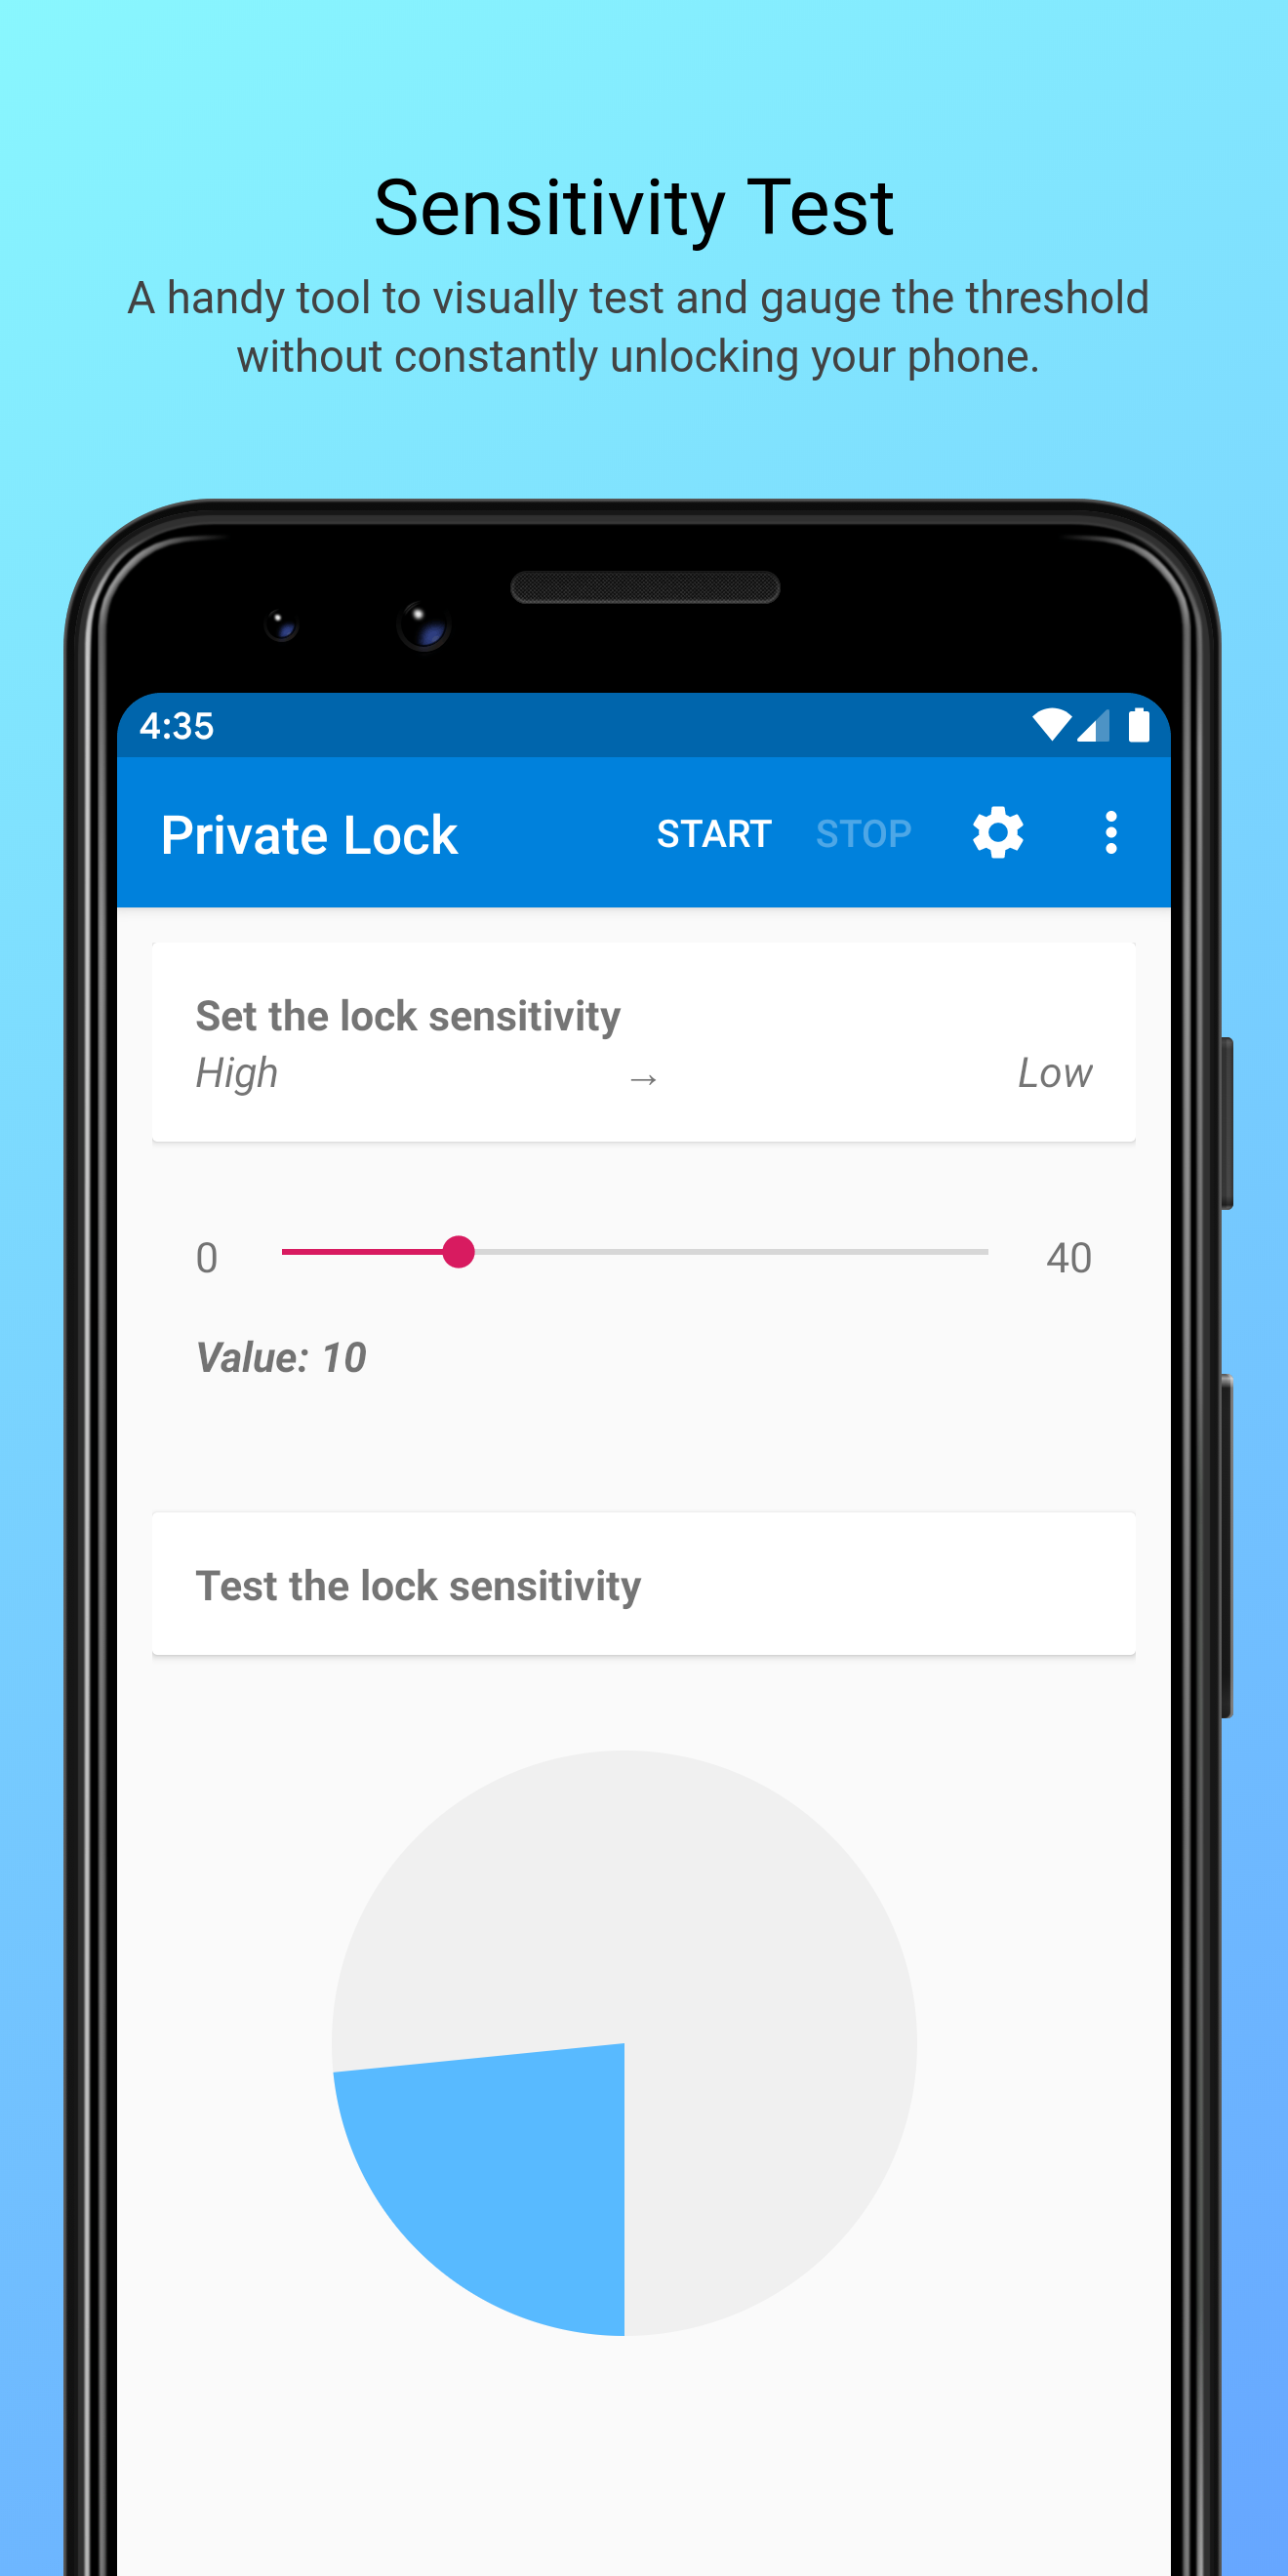 Sensitivity Test
A handy tool to visually test and gauge the threshold
without constantly unlocking your phone.
4:35
Private Lock START STOP
Set the lock sensitivity
High → Low
0 40
Value: 10
Test the lock sensitivity